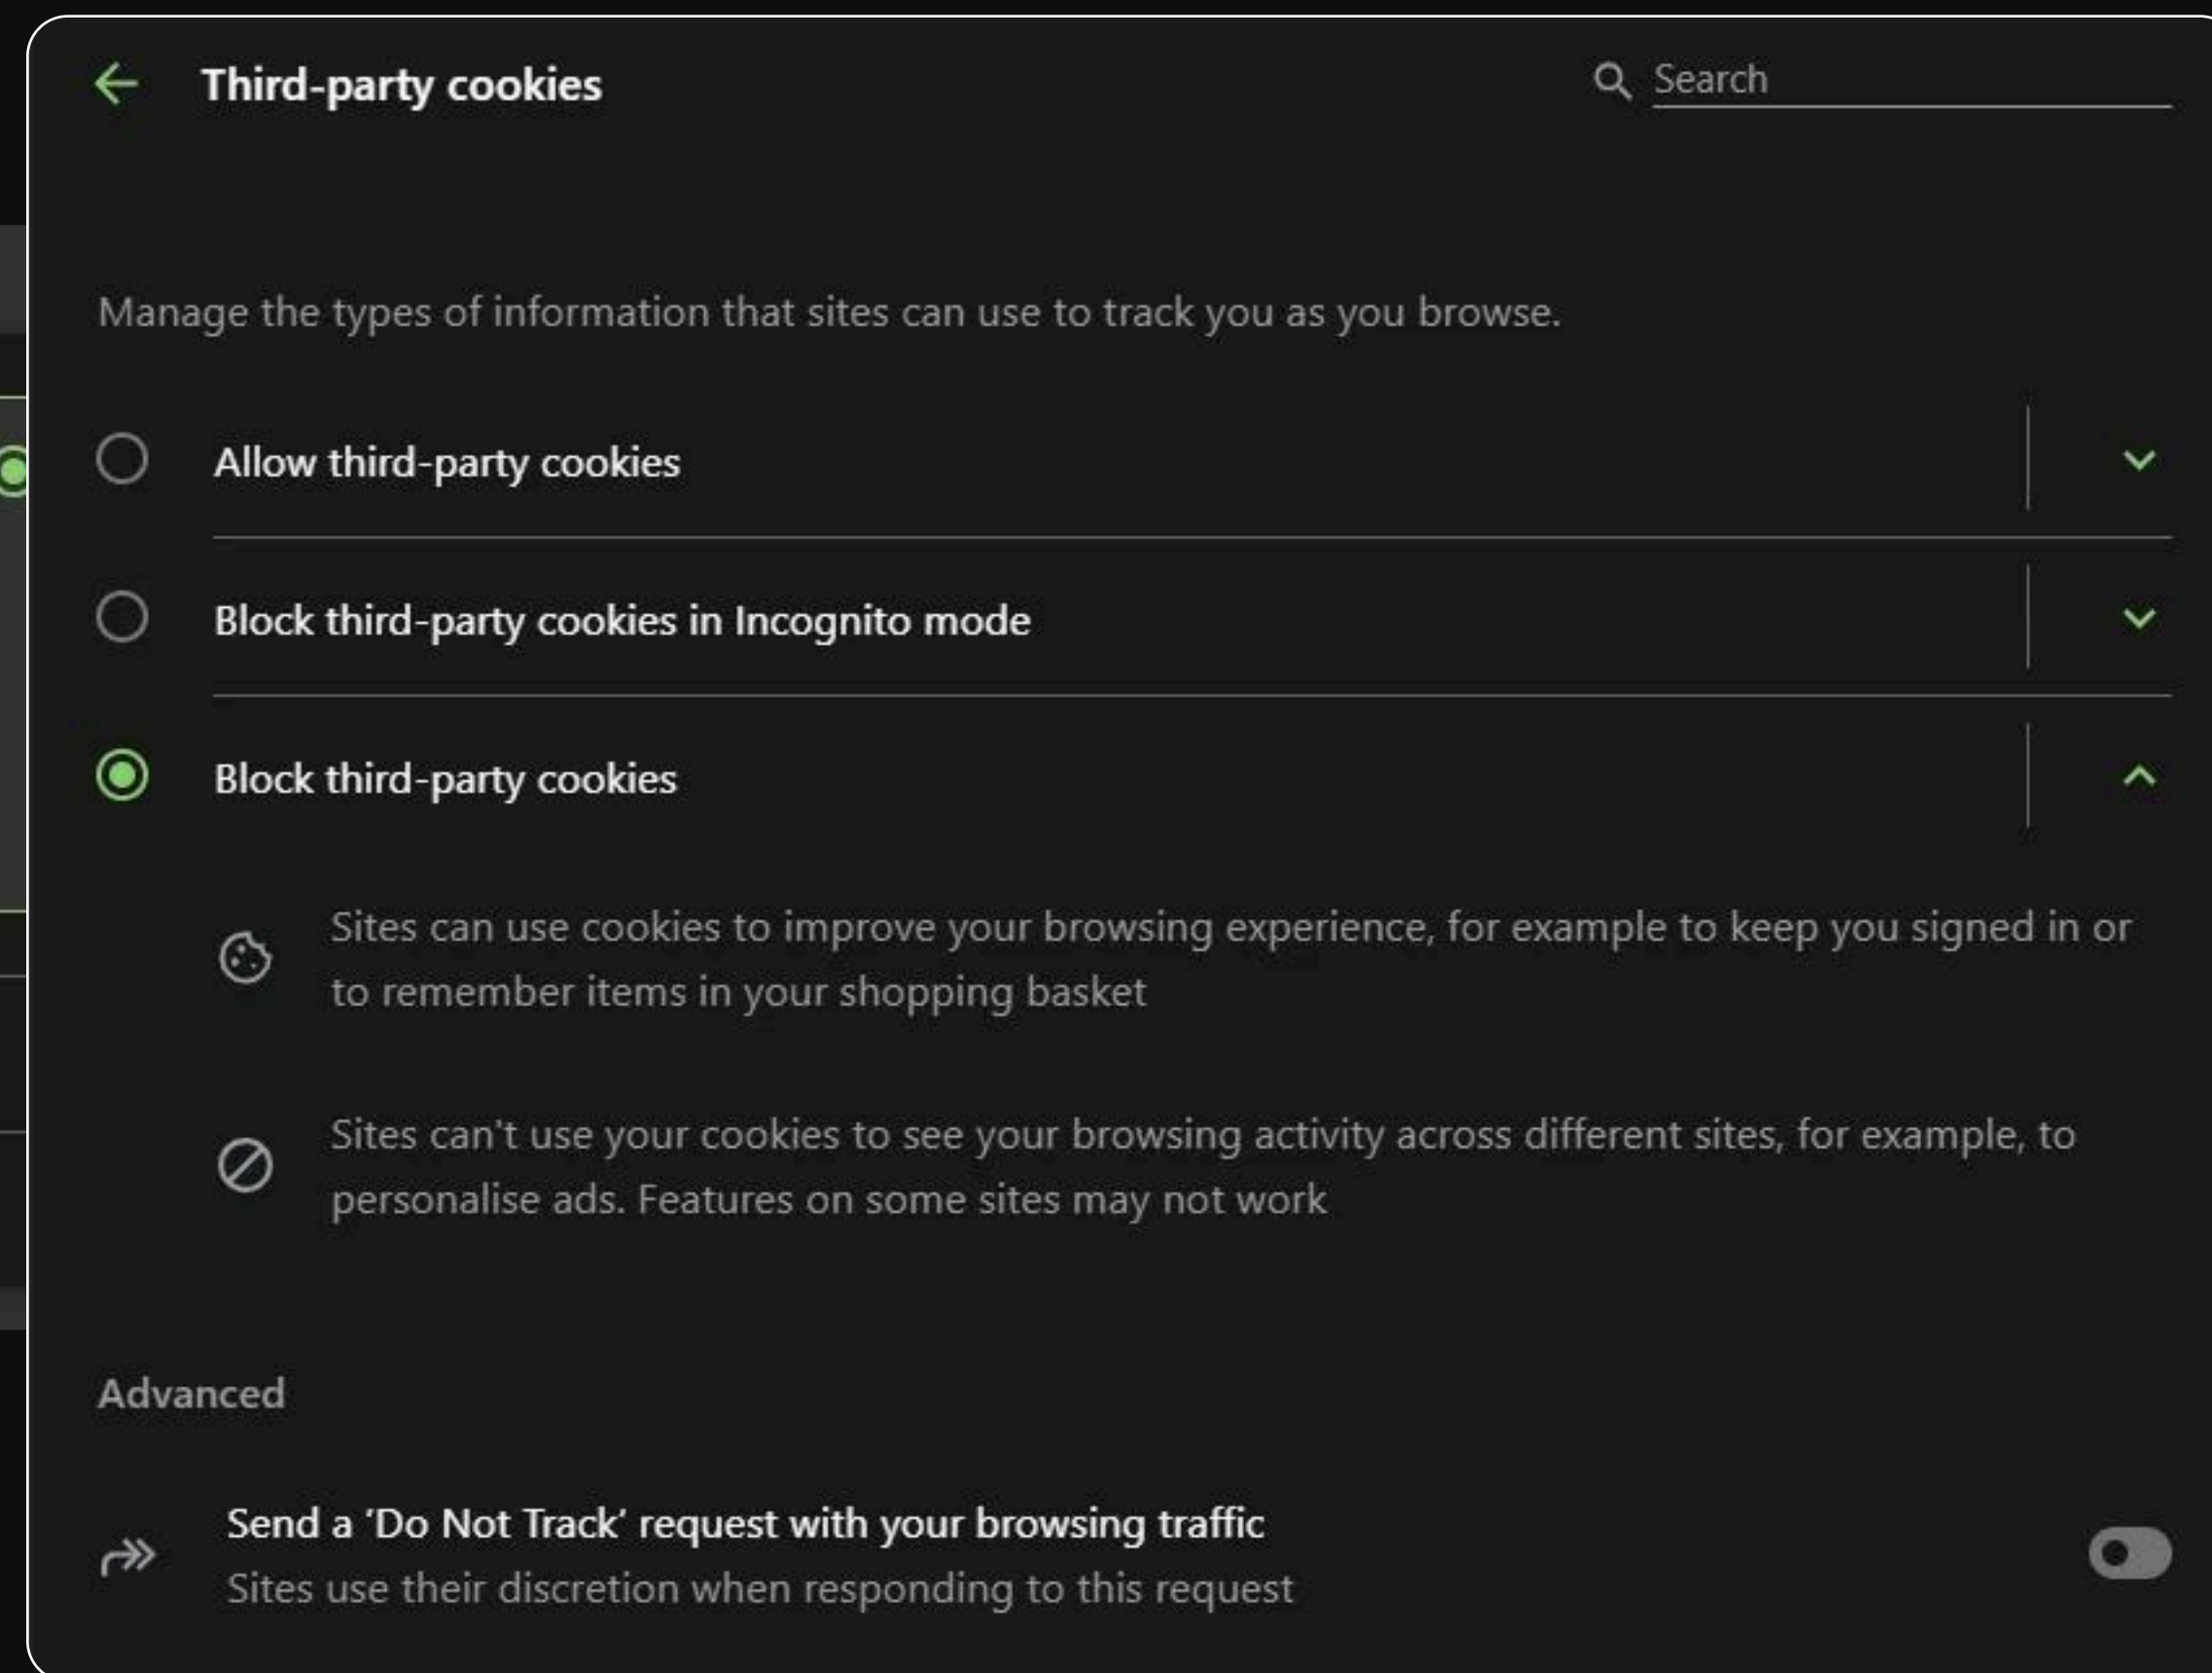 Third-party cookies
Search
Manage the types of information that sites can use to track you as you browse.
Allow third-party cookies
Block third-party cookies in Incognito mode
Block third-party cookies
Sites can use cookies to improve your browsing experience, for example to keep you signed in or
to remember items in your shopping basket
Sites can't use your cookies to see your browsing activity across different sites, for example, to
personalise ads. Features on some sites may not work
Advanced
Send a ‘Do Not Track’ request with your browsing traffic
Sites use their discretion when responding to this request